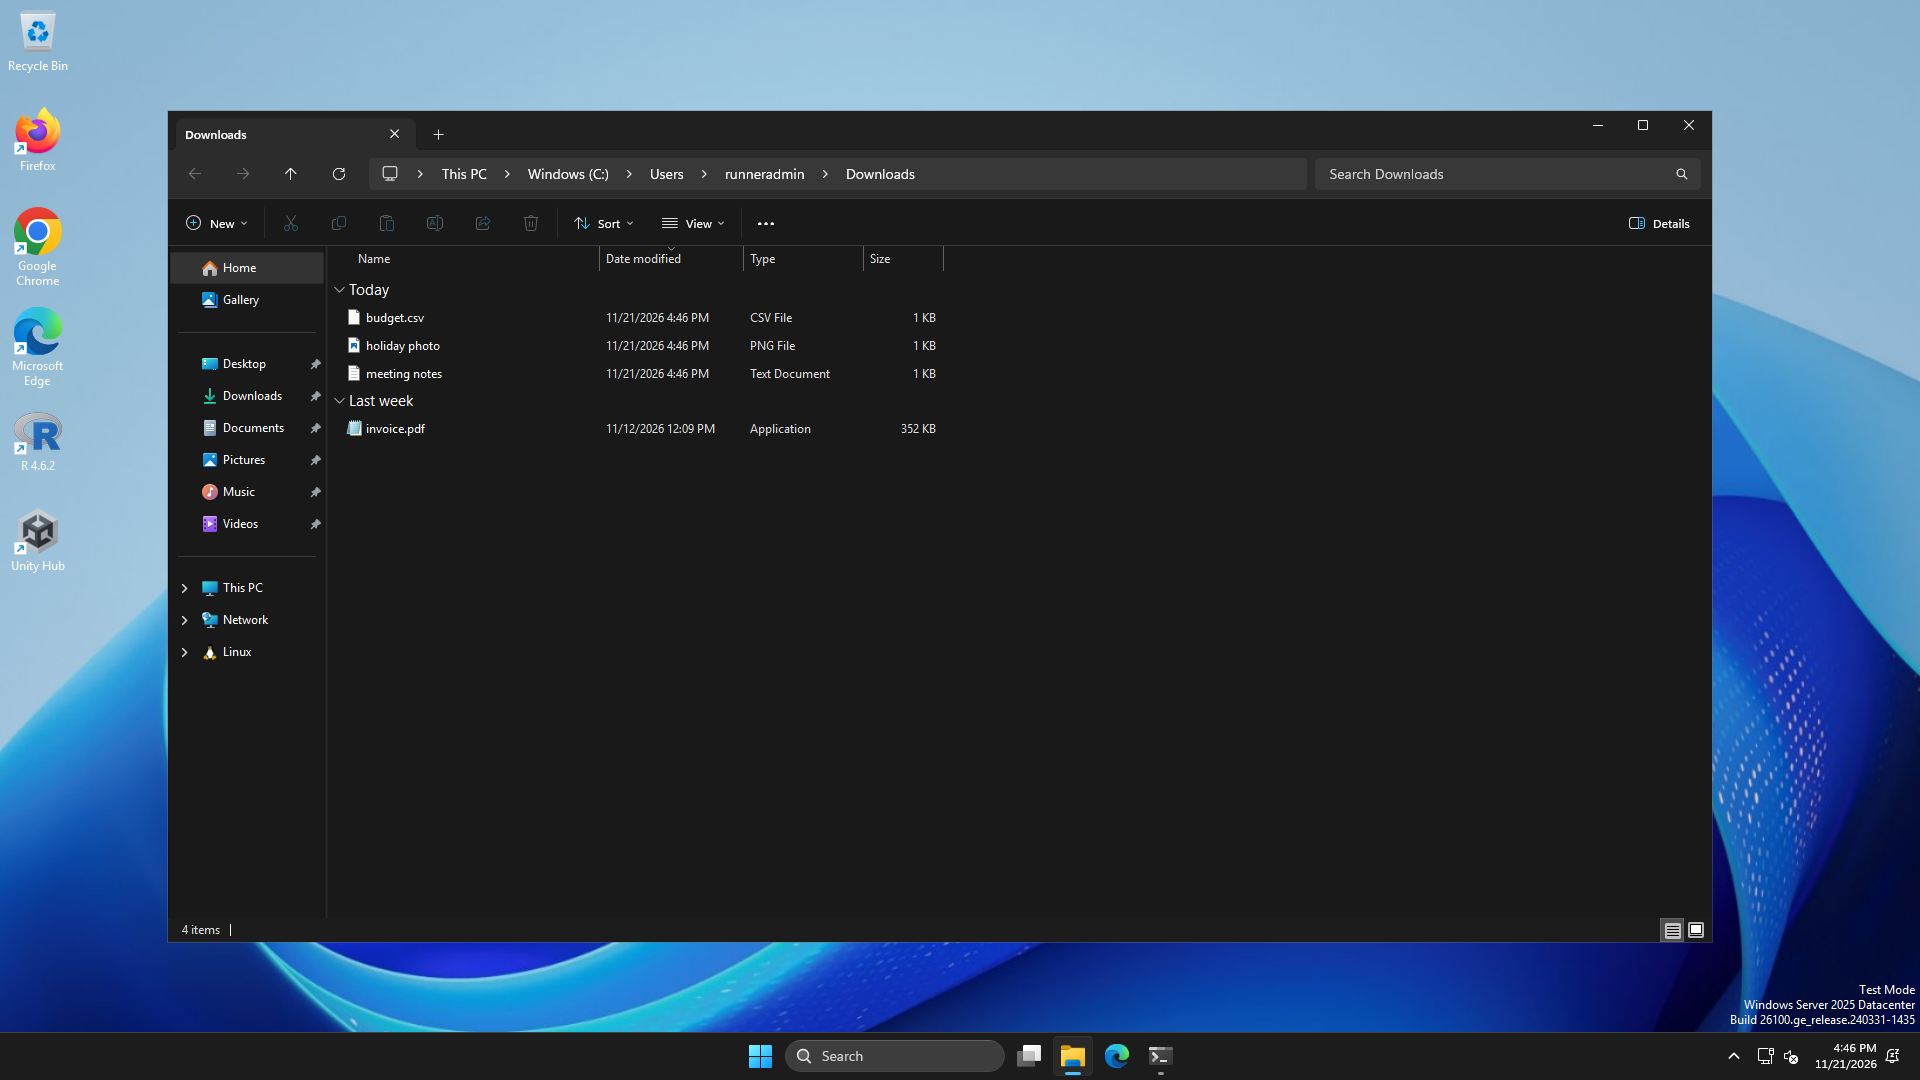 Recycle Bin
Firefox
Google
Chrome
Microsoft
Edge
R 4.6.2
Unity Hub
Downloads
This PC
Windows (C:)
Users
runneradmin
Downloads
Search Downloads
New
Sort
View
Details
Home
Gallery
Desktop
Downloads
Documents
Pictures
Music
Videos
This PC
Network
Linux
Name Date modified Type Size
Today
budget.csv 11/21/2026 4:46 PM CSV File 1 KB
holiday photo 11/21/2026 4:46 PM PNG File 1 KB
meeting notes 11/21/2026 4:46 PM Text Document 1 KB
Last week
invoice.pdf 11/12/2026 12:09 PM Application 352 KB
4 items
Test Mode
Windows Server 2025 Datacenter
Build 26100.ge_release.240331-1435
Search
4:46 PM
11/21/2026